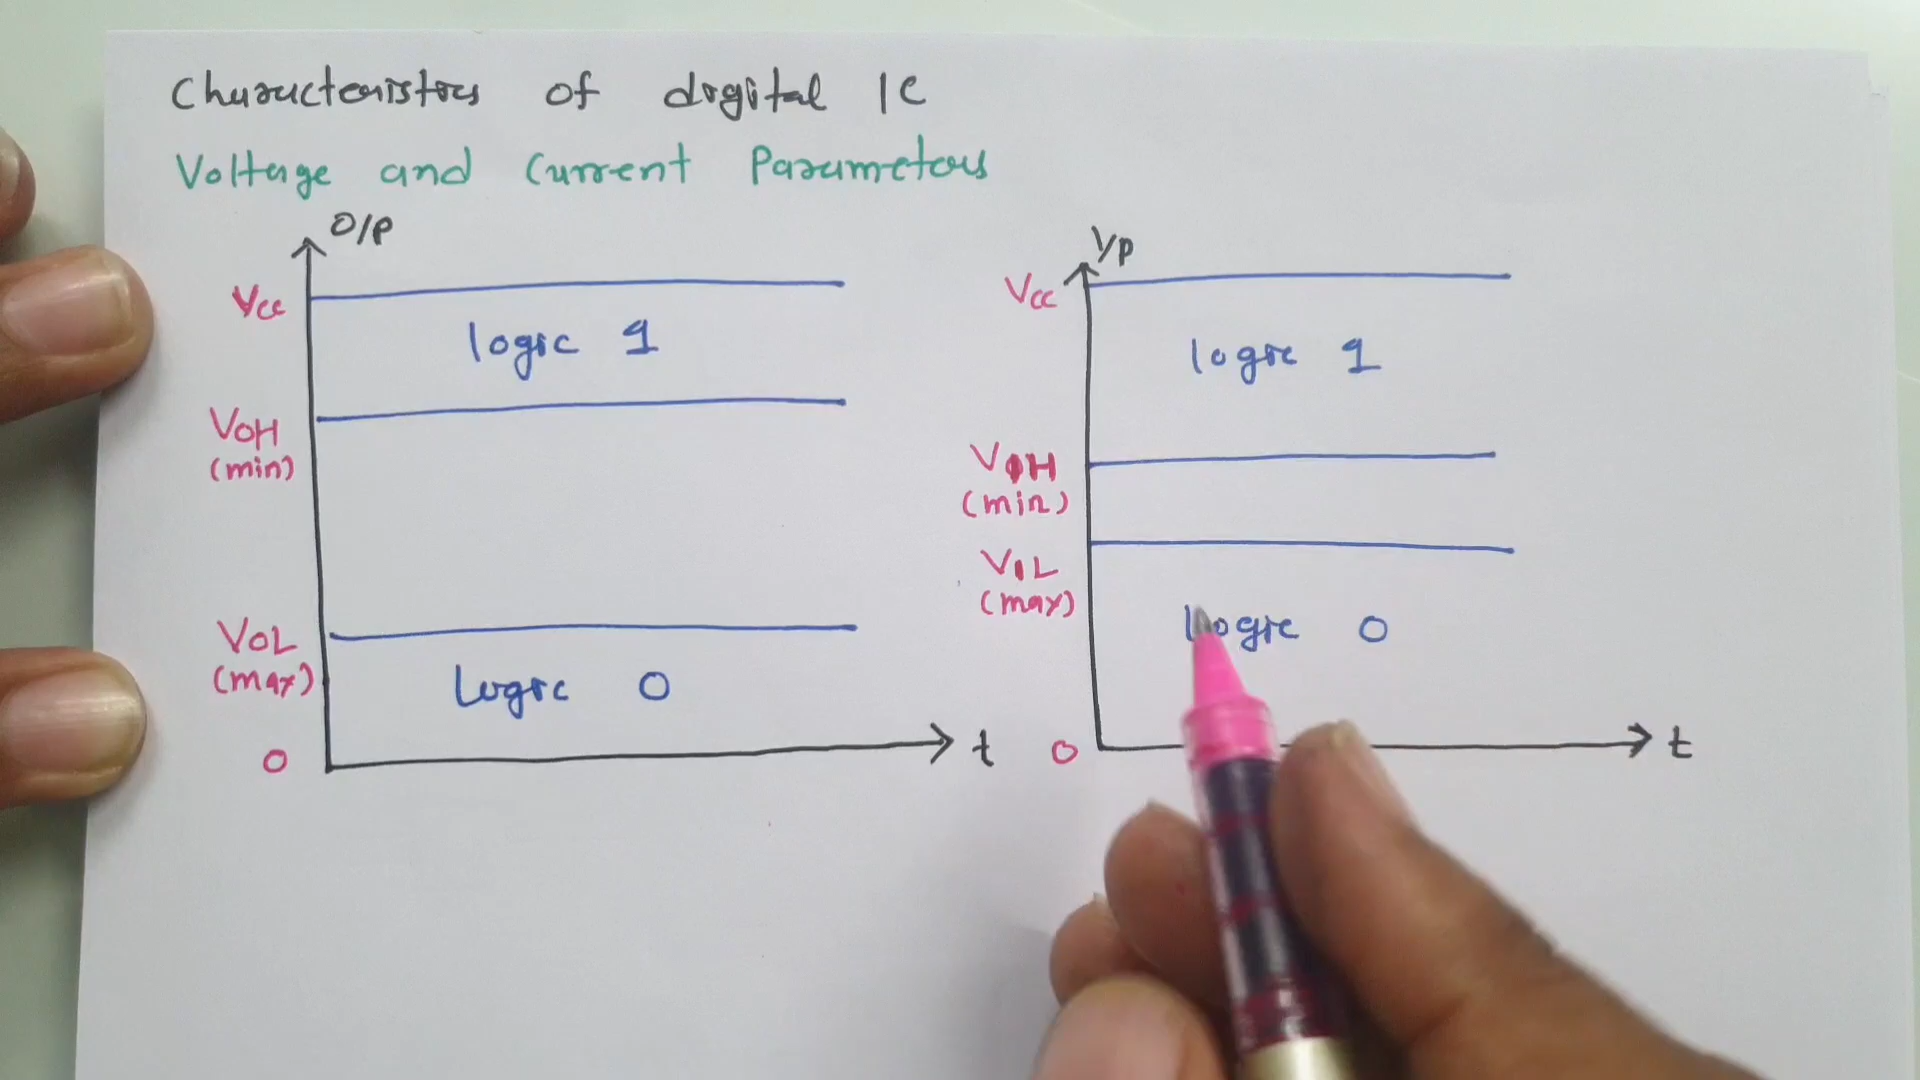 Characteristics of digital IC
Voltage and Current Parameters
O/P
Vcc
logic 1
VOH
(min)
VOL
(max)
logic 0
0
t
I/P
Vcc
logic 1
VIH
(min)
VIL
(max)
logic 0
0
t